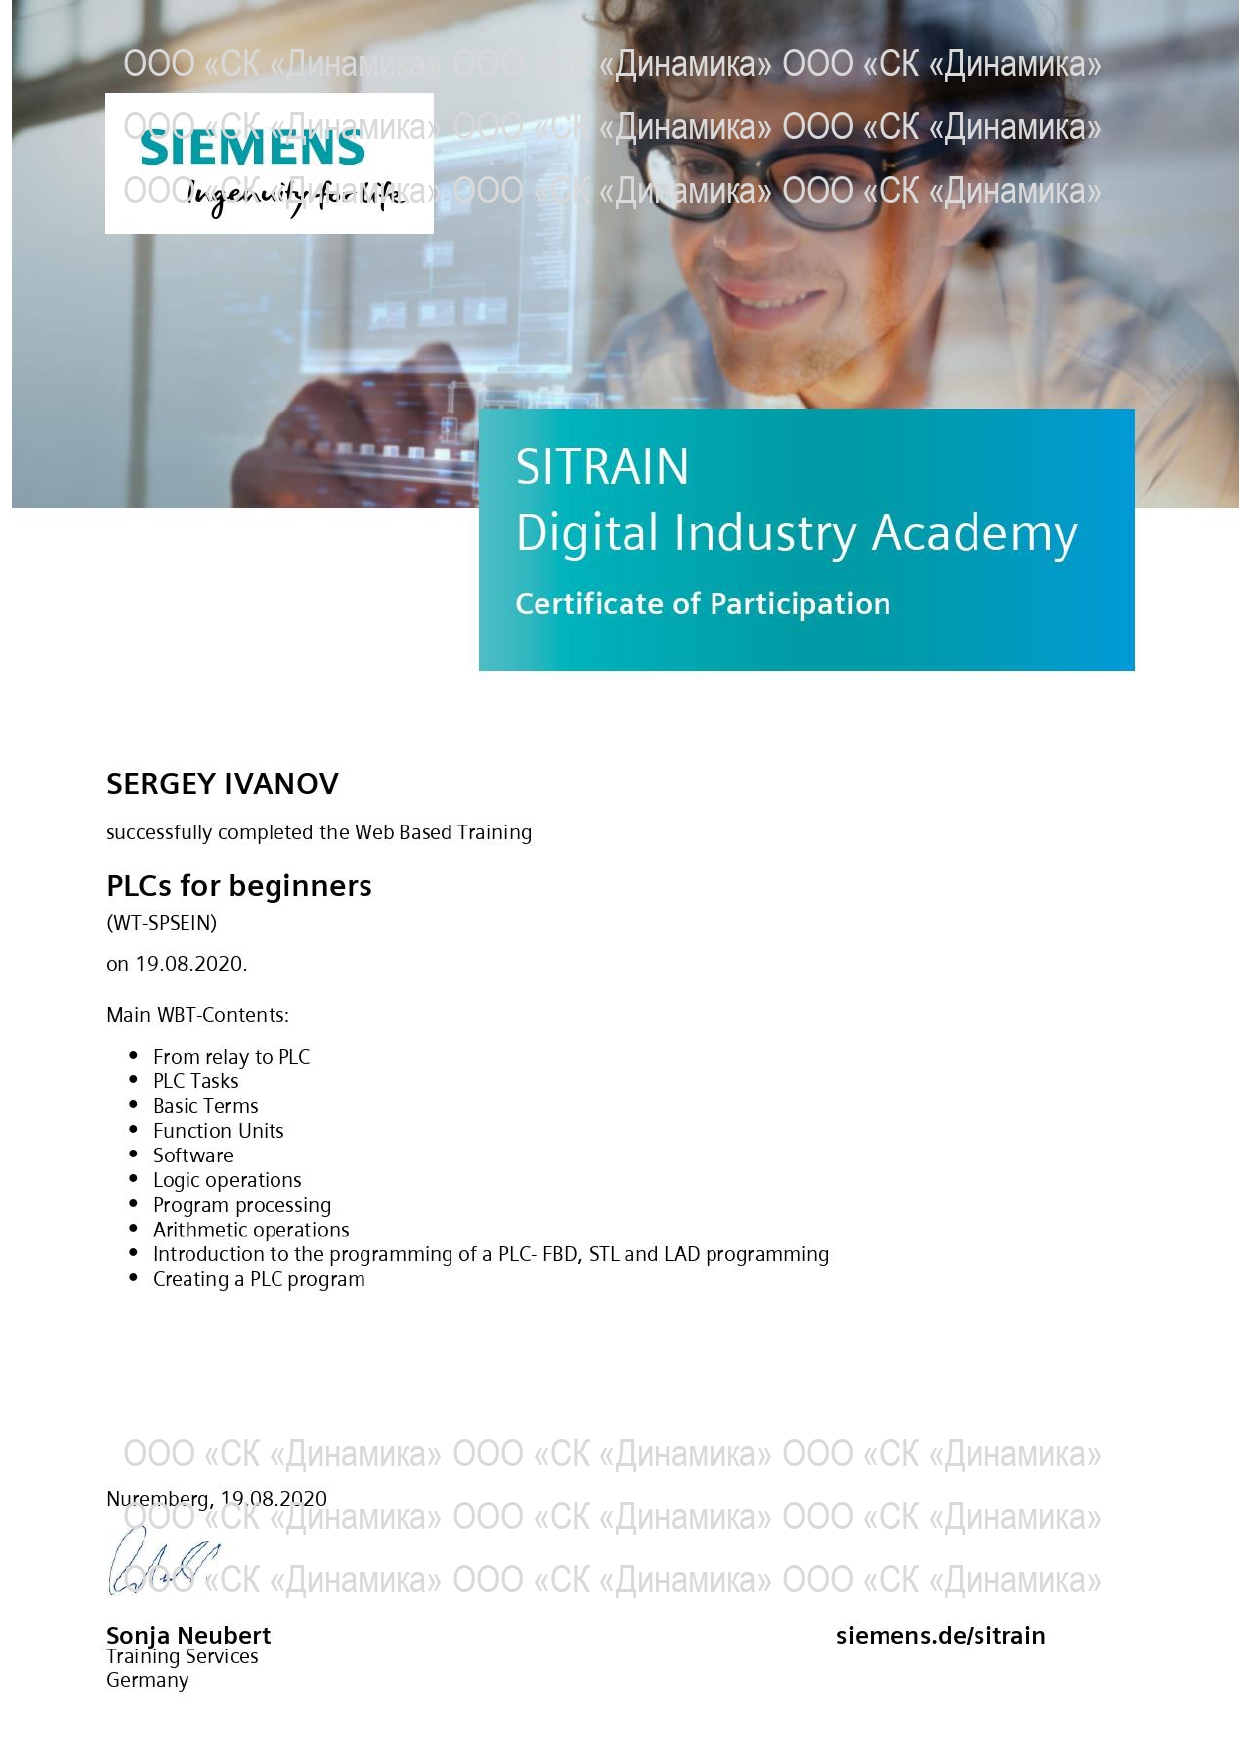 ООО «СК «Динамика» ООО «СК «Динамика» ООО «СК «Динамика»
ООО «СК «Динамика» ООО «СК «Динамика» ООО «СК «Динамика»
SIEMENS
ООО «СК «Динамика» ООО «СК «Динамика» ООО «СК «Динамика»
Ingenuity for life
SITRAIN
Digital Industry Academy
Certificate of Participation
SERGEY IVANOV
successfully completed the Web Based Training
PLCs for beginners
(WT-SPSEIN)
on 19.08.2020.
Main WBT-Contents:
• From relay to PLC
• PLC Tasks
• Basic Terms
• Function Units
• Software
• Logic operations
• Program processing
• Arithmetic operations
• Introduction to the programming of a PLC- FBD, STL and LAD programming
• Creating a PLC program
ООО «СК «Динамика» ООО «СК «Динамика» ООО «СК «Динамика»
Nuremberg, 19.08.2020
ООО «СК «Динамика» ООО «СК «Динамика» ООО «СК «Динамика»
ООО «СК «Динамика» ООО «СК «Динамика» ООО «СК «Динамика»
Sonja Neubert
siemens.de/sitrain
Training Services
Germany